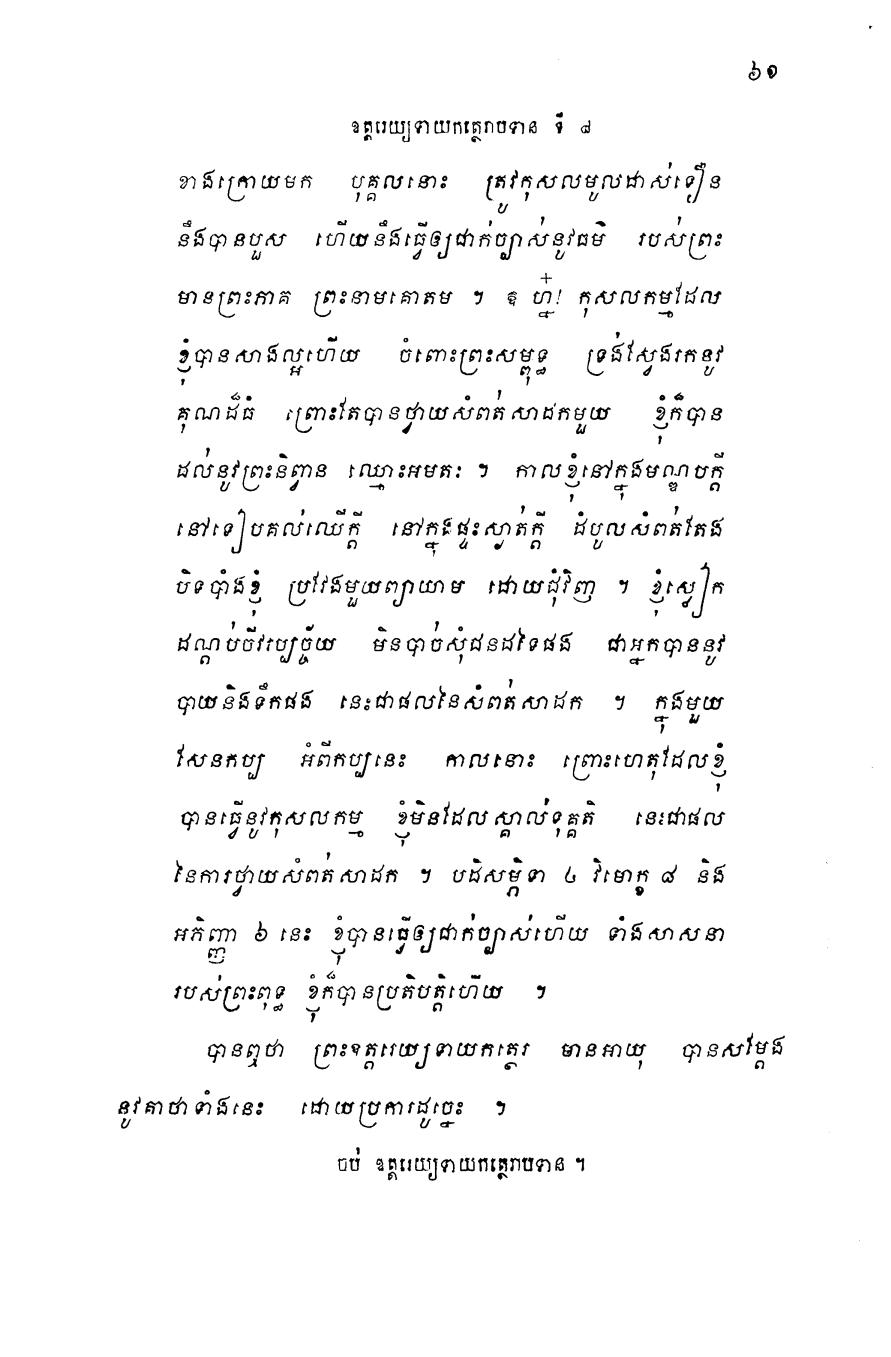 ៦១
ឧត្តរេយ្យទាយកត្ថេរាបទាន ទី ៨
ខាងក្រោយមក បុគ្គលនោះ ត្រូវកុសលមូលដាស់ទឿន
នឹងបានបួស ហើយនឹងធ្វើឲ្យជាក់ច្បាស់នូវធម៌ របស់ព្រះ
មានព្រះភាគ ព្រះនាមគោតម ។ ឧ ហ្ន៎! កុសលកម្មដែល
ខ្ញុំបានសាងល្អហើយ ចំពោះព្រះសម្ពុទ្ធ ទ្រង់ស្វែងរកនូវ
គុណដ៏ធំ ព្រោះតែបានថ្វាយសំពត់សាដកមួយ ខ្ញុំក៏បាន
ដល់នូវព្រះនិព្វាន ឈ្មោះអមតៈ ។ កាលខ្ញុំនៅក្នុងមណ្ឌបក្តី
នៅទៀបគល់ឈើក្តី នៅក្នុងផ្ទះស្ងាត់ក្តី ដំបូលសំពត់តែង
បិទបាំងខ្ញុំ ប្រវែងមួយព្យាយាម ដោយជុំវិញ ។ ខ្ញុំស្លៀក
ដណ្តប់ចីវរប្បច្ច័យ មិនបាច់សុំជនដទៃផង ជាអ្នកបាននូវ
បាយនិងទឹកផង នេះជាផលនៃសំពត់សាដក ។ ក្នុងមួយ
សែនកប្ប អំពីកប្បនេះ កាលនោះ ព្រោះហេតុដែលខ្ញុំ
បានធ្វើនូវកុសលកម្ម ខ្ញុំមិនដែលស្គាល់ទុគ្គតិ នេះជាផល
នៃការថ្វាយសំពត់សាដក ។ បដិសម្ភិទា ៤ វិមោក្ខ ៨ និង
អភិញ្ញា ៦ នេះ ខ្ញុំបានធ្វើឲ្យជាក់ច្បាស់ហើយ ទាំងសាសនា
របស់ព្រះពុទ្ធ ខ្ញុំក៏បានប្រតិបត្តិហើយ ។
បានឮថា ព្រះឧត្តរេយ្យទាយកត្ថេរ មានអាយុ បានសម្តែង
នូវគាថាទាំងនេះ ដោយប្រការដូច្នេះ ។
ចប់ ឧត្តរេយ្យទាយកត្ថេរាបទាន ។